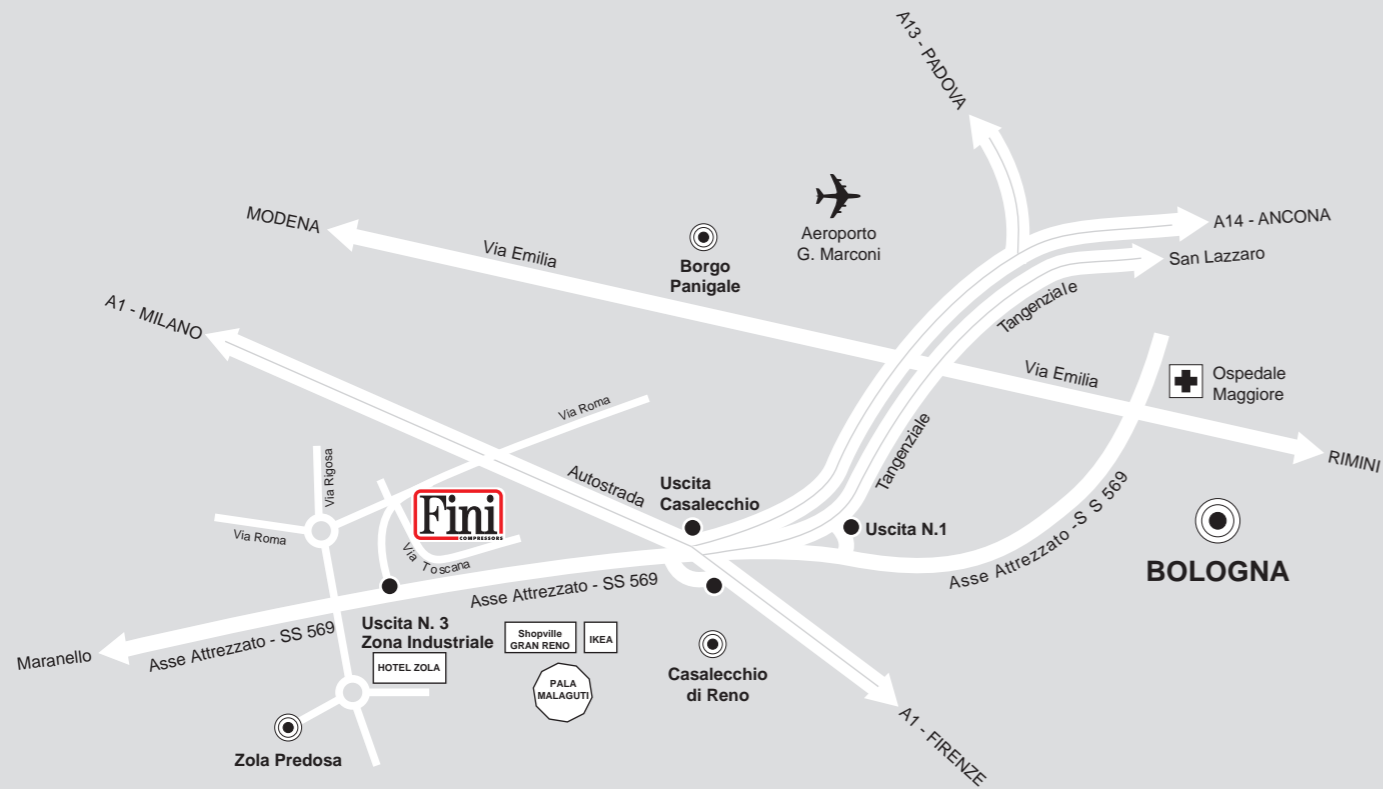 A13 - PADOVA
MODENA
Via Emilia
Borgo
Panigale
Aeroporto
G. Marconi
A14 - ANCONA
San Lazzaro
Tangenziale
A1 - MILANO
Via Emilia
Ospedale
Maggiore
RIMINI
Via Roma
Via Rigosa
Via Roma
Fini
COMPRESSORS
Via Toscana
Autostrada
Uscita
Casalecchio
Tangenziale
Uscita N.1
Asse Attrezzato -S S 569
BOLOGNA
Asse Attrezzato - SS 569
Maranello
Asse Attrezzato - SS 569
Uscita N. 3
Zona Industriale
HOTEL ZOLA
Shopville
GRAN RENO
IKEA
PALA
MALAGUTI
Casalecchio
di Reno
A1 - FIRENZE
Zola Predosa